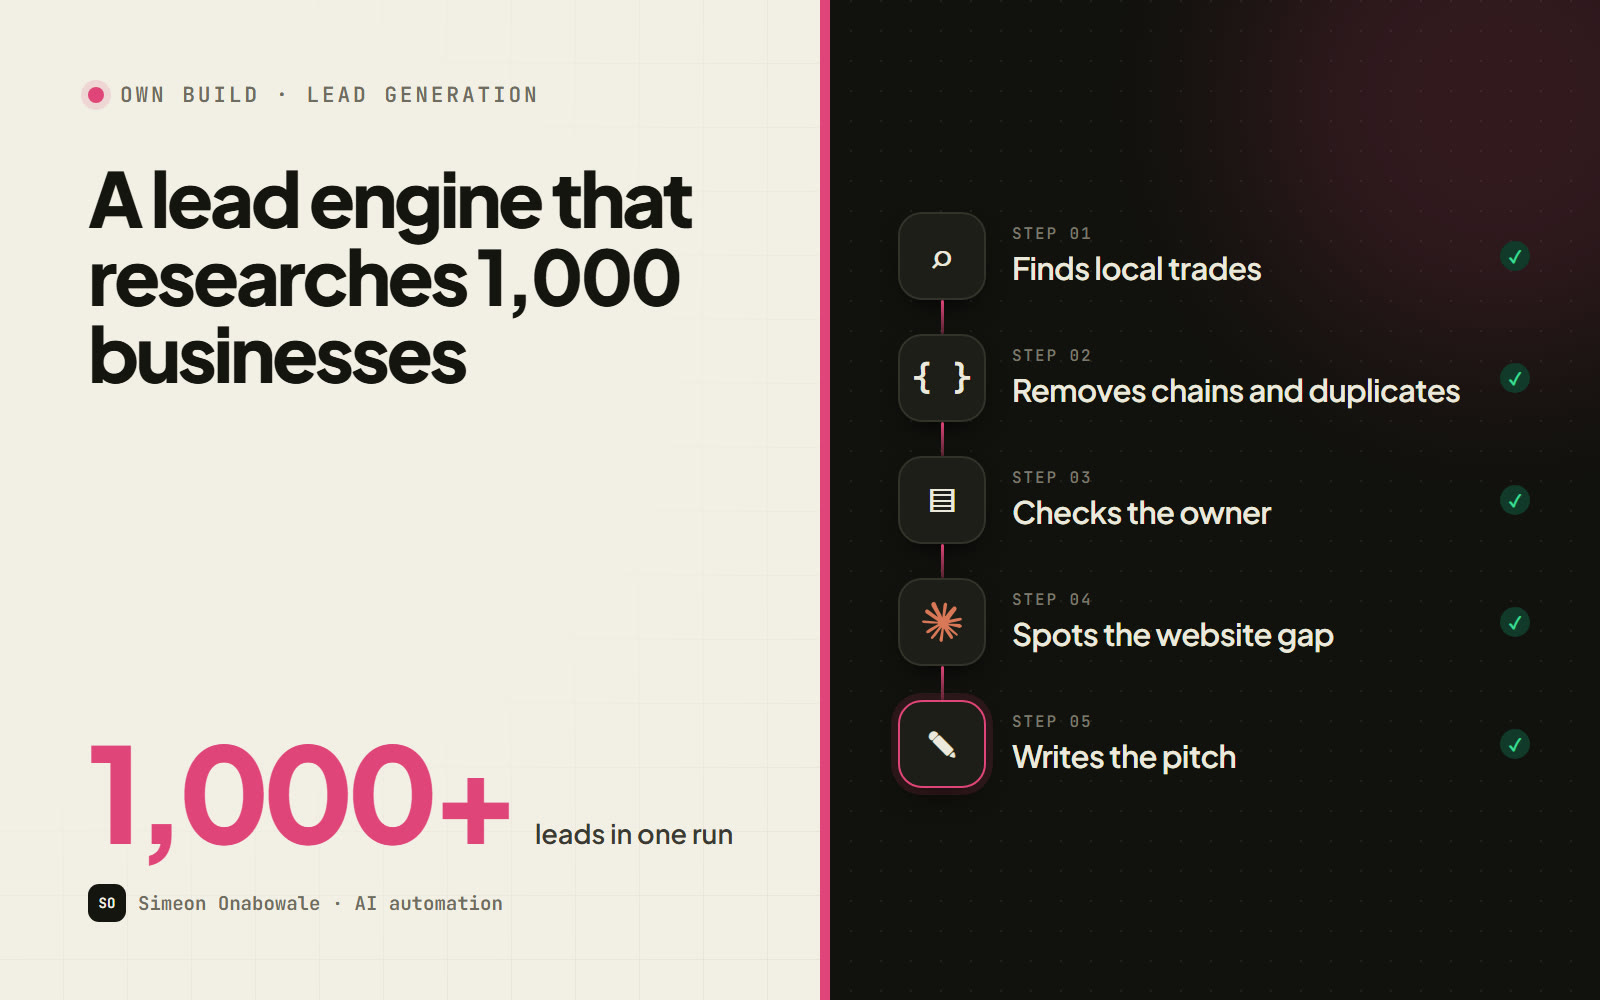 OWN BUILD · LEAD GENERATION
A lead engine that
researches 1,000
businesses
1,000+ leads in one run
SO Simeon Onabowale · AI automation
STEP 01
Finds local trades
✓
{ }
STEP 02
Removes chains and duplicates
✓
STEP 03
Checks the owner
✓
STEP 04
Spots the website gap
✓
STEP 05
Writes the pitch
✓